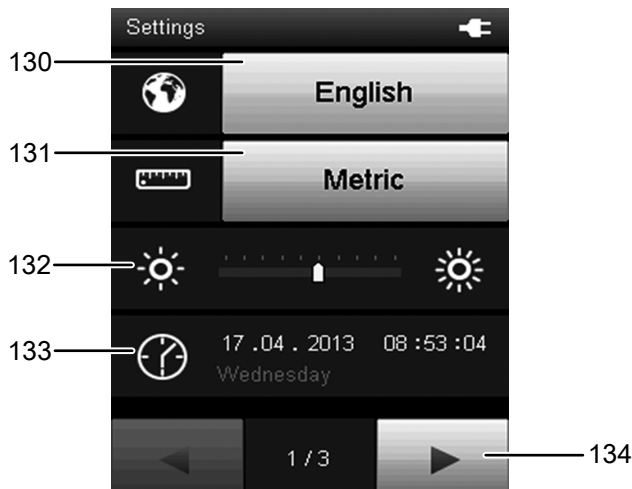 Settings
130
English
131
Metric
132
133
17 .04 . 2013 08 :53 :04
Wednesday
1 / 3
134